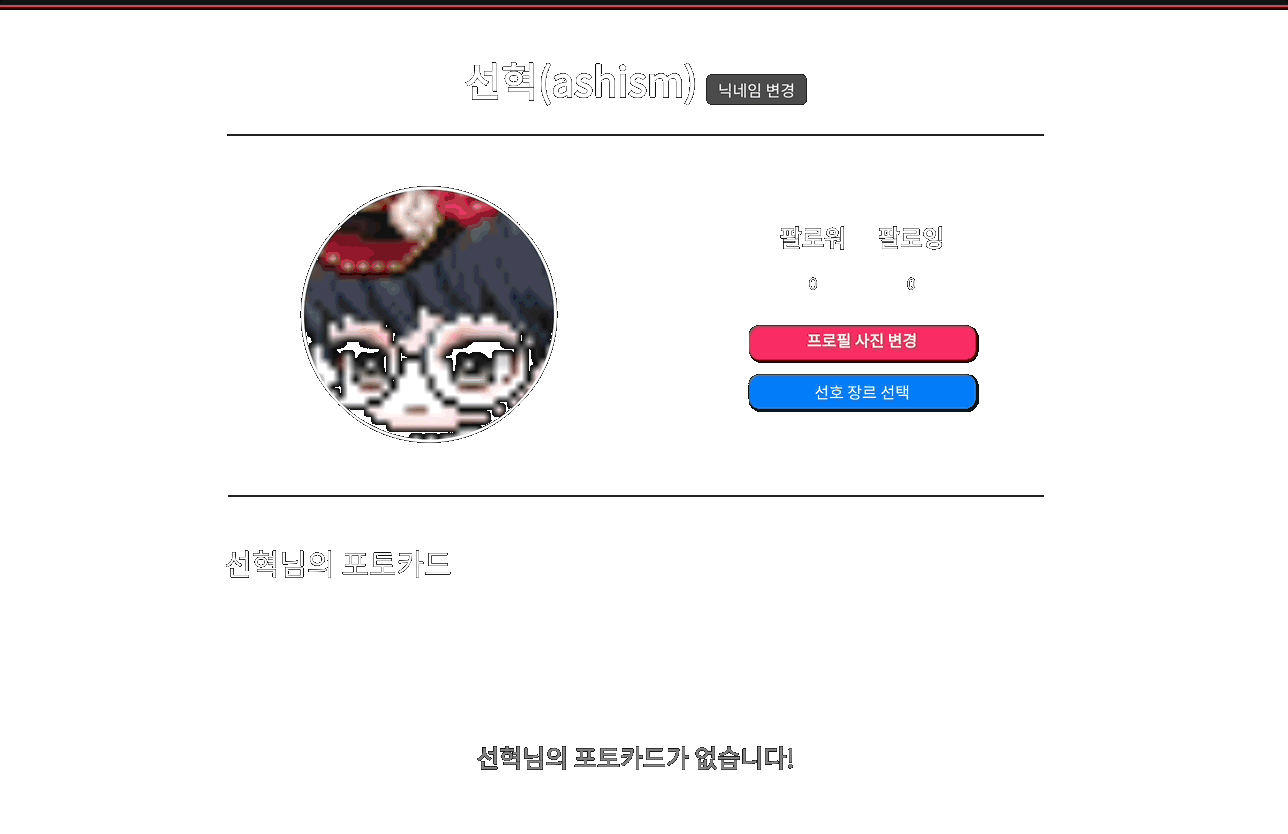 선혁(ashism) 닉네임 변경
팔로워 팔로잉
0 0
프로필 사진 변경
선호 장르 선택
선혁님의 포토카드
선혁님의 포토카드가 없습니다!